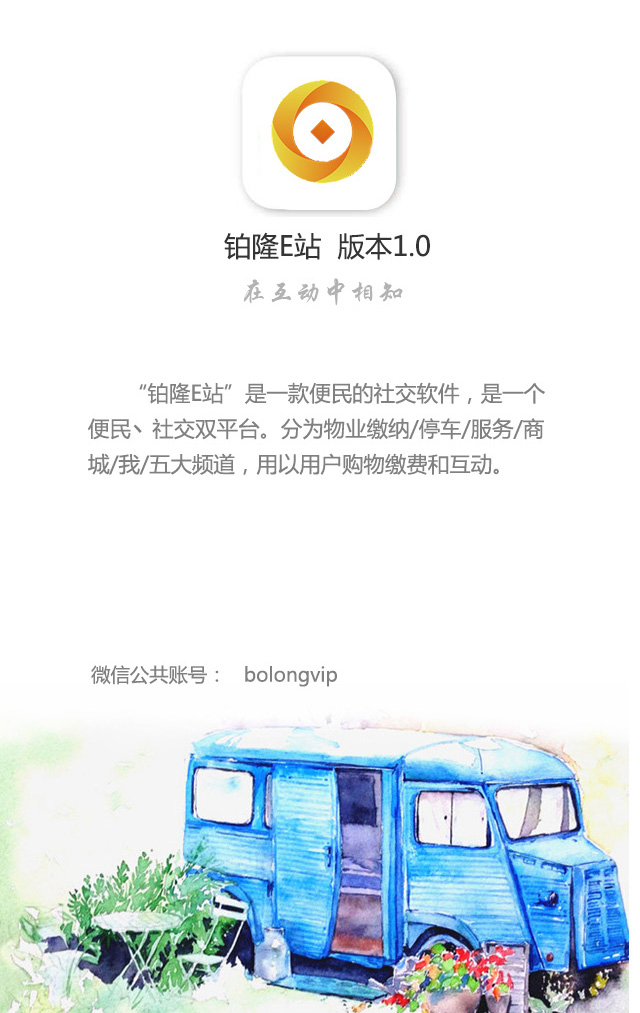 铂隆E站 版本1.0
在互动中相知
“铂隆E站”是一款便民的社交软件，是一个
便民、社交双平台。分为物业缴纳/停车/服务/商
城/我/五大频道，用以用户购物缴费和互动。
微信公共账号： bolongvip